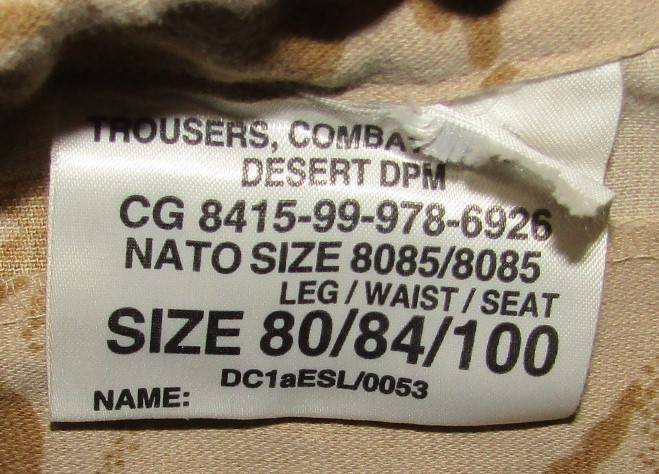 TROUSERS, COMBA
DESERT DPM
CG 8415-99-978-6926
NATO SIZE 8085/8085
LEG / WAIST / SEAT
SIZE 80/84/100
DC1aESL/0053
NAME: